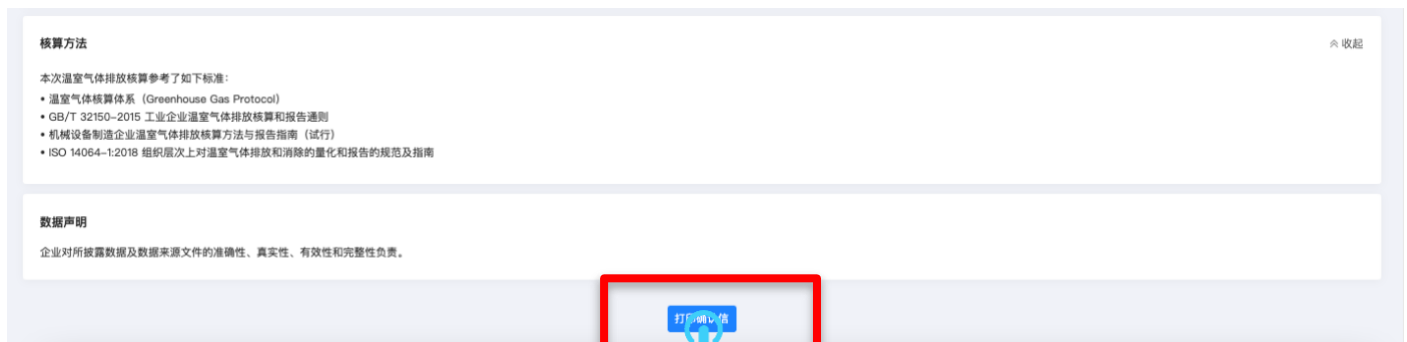 核算方法
收起
本次温室气体排放核算参考了如下标准：
• 温室气体核算体系（Greenhouse Gas Protocol）
• GB/T 32150-2015 工业企业温室气体排放核算和报告通则
• 机械设备制造企业温室气体排放核算方法与报告指南（试行）
• ISO 14064-1:2018 组织层次上对温室气体排放和消除的量化和报告的规范及指南
数据声明
企业对所披露数据及数据来源文件的准确性、真实性、有效性和完整性负责。
打印确认信